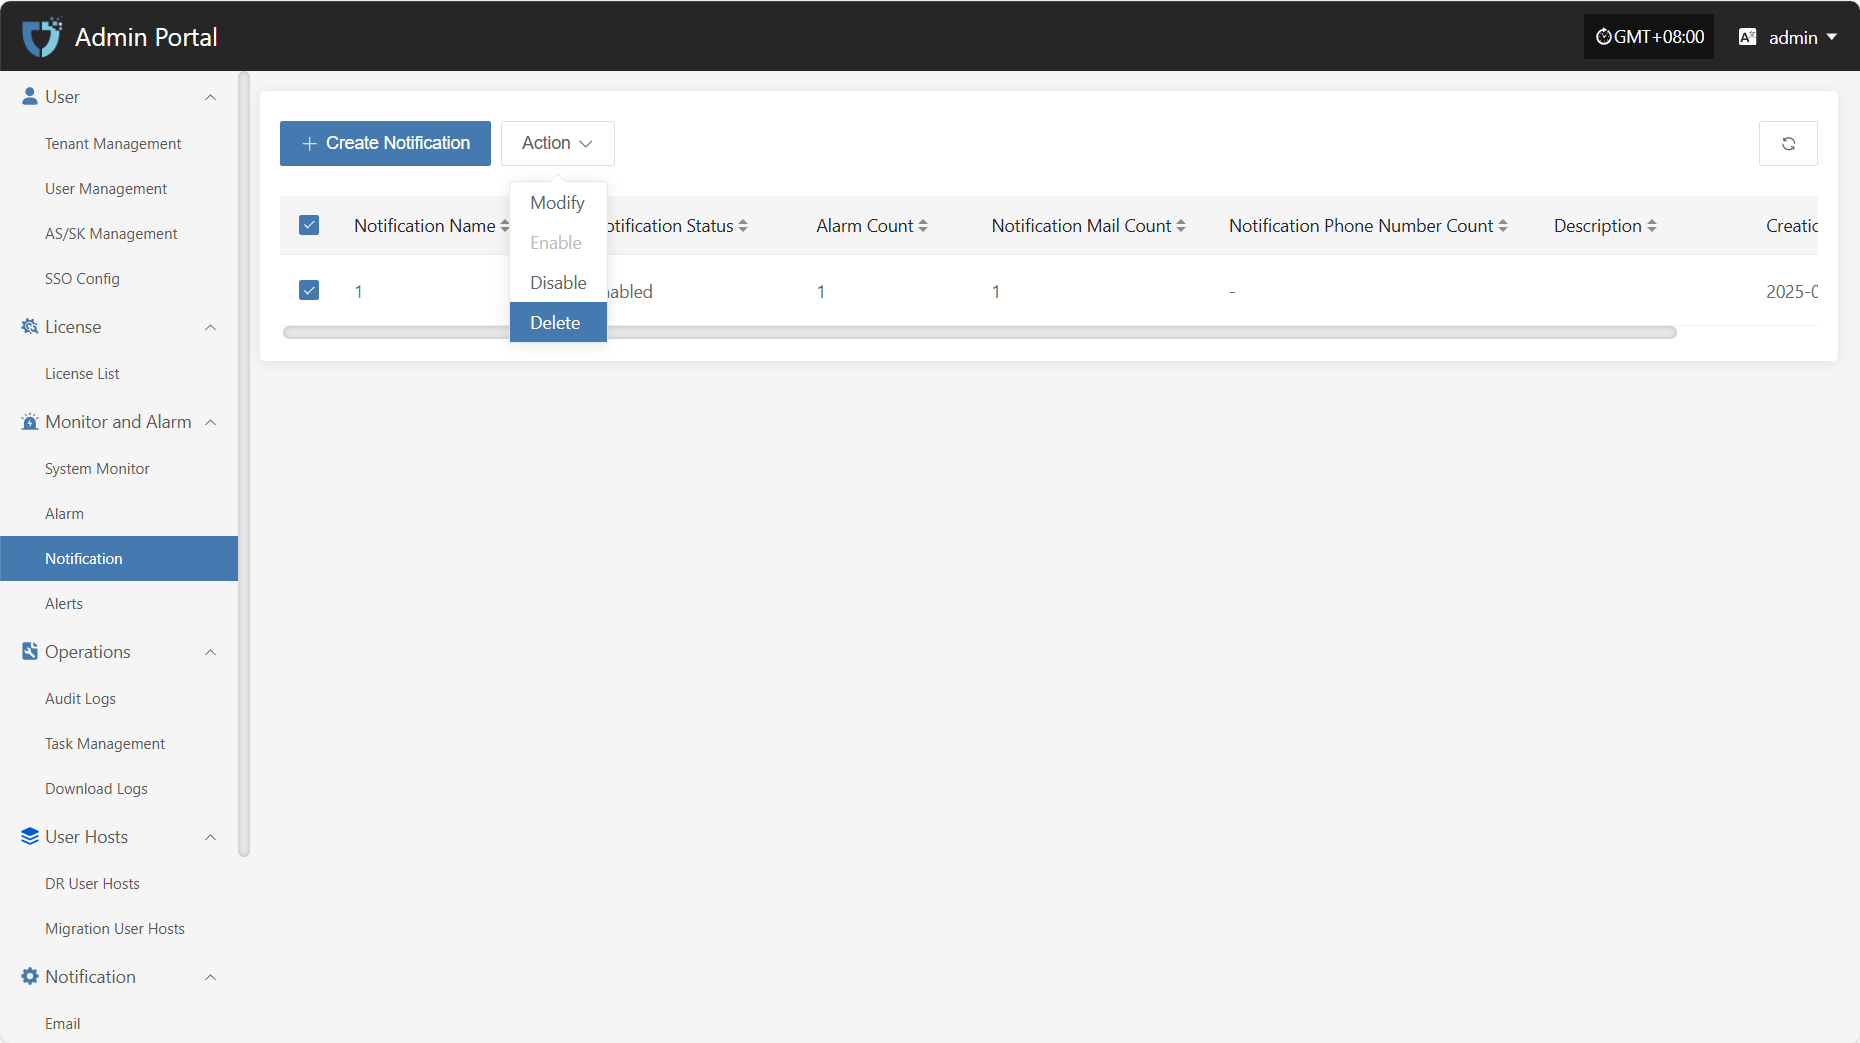 Admin Portal
GMT+08:00
admin
User
Tenant Management
User Management
AS/SK Management
SSO Config
License
License List
Monitor and Alarm
System Monitor
Alarm
Notification
Alerts
Operations
Audit Logs
Task Management
Download Logs
User Hosts
DR User Hosts
Migration User Hosts
Notification
Email
Create Notification
Action
Modify
Enable
Disable
Delete
Notification Name
otification Status
Alarm Count
Notification Mail Count
Notification Phone Number Count
Description
Creatio
1
abled
1
1
-
2025-0